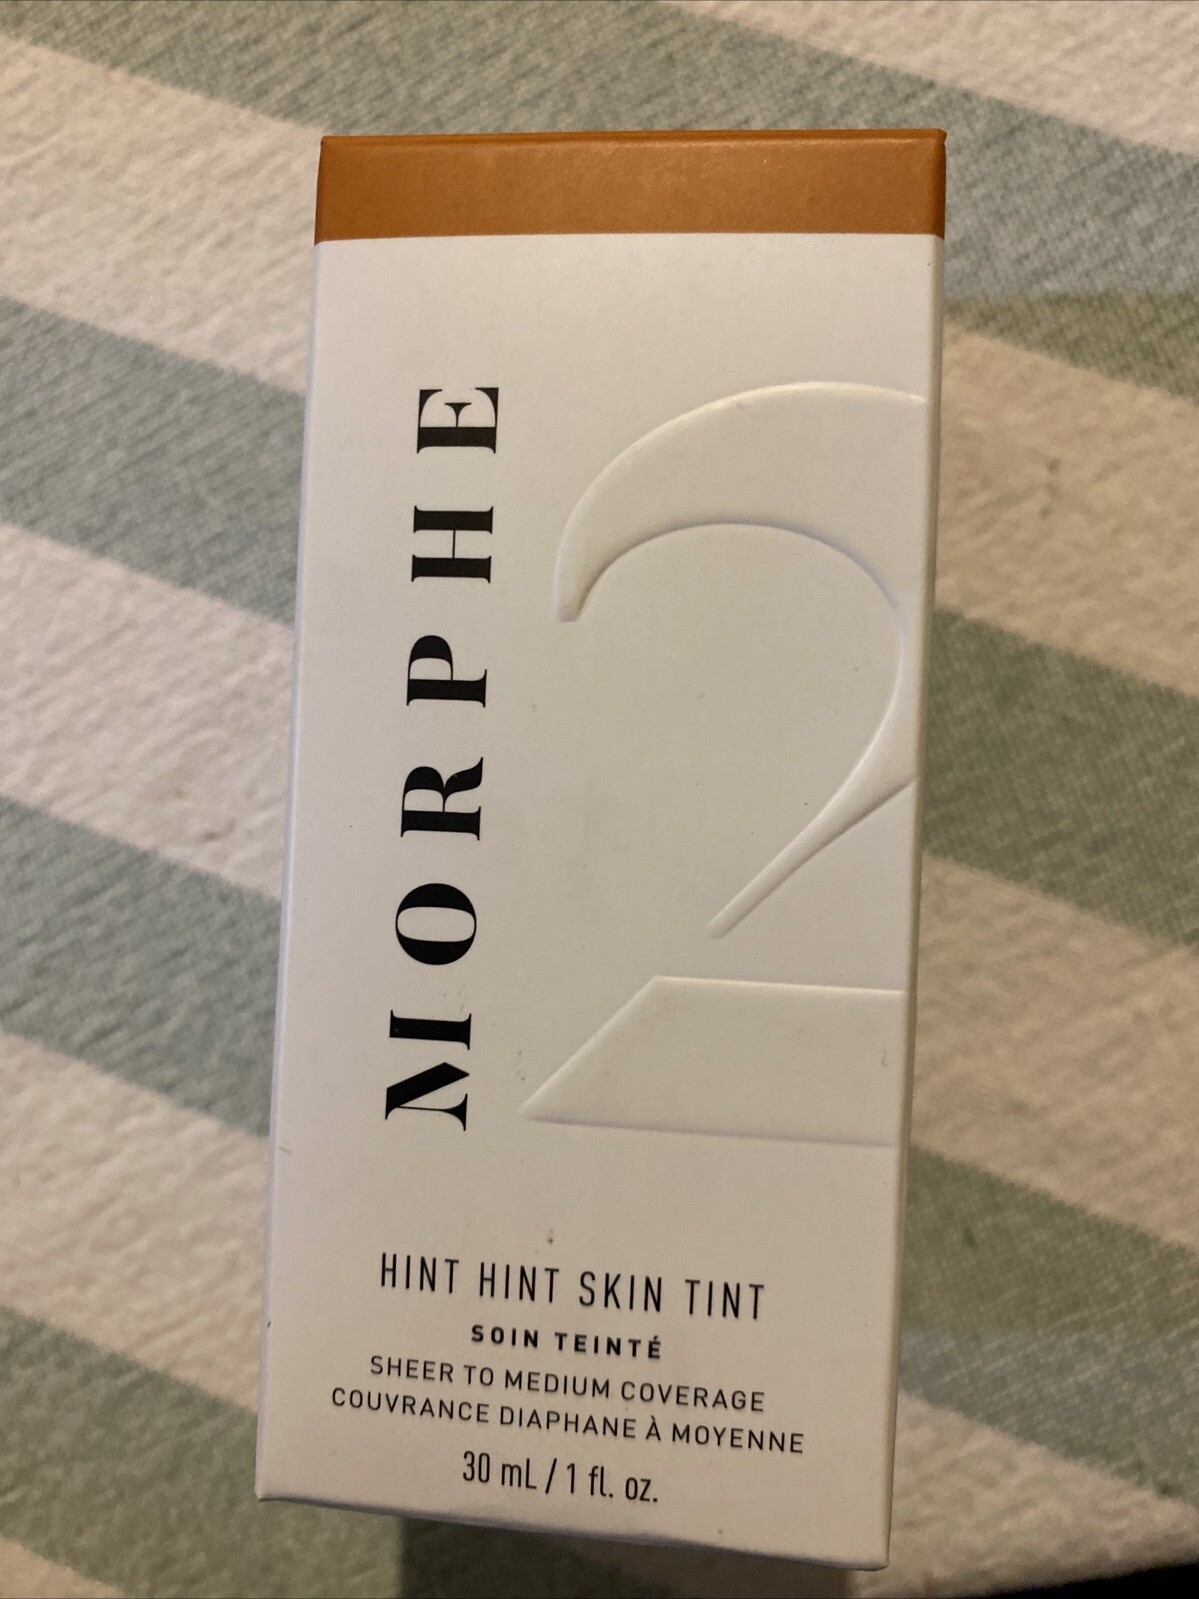 MORPHE
2
HINT HINT SKIN TINT
SOIN TEINTÉ
SHEER TO MEDIUM COVERAGE
COUVRANCE DIAPHANE À MOYENNE
30 mL / 1 fl. oz.